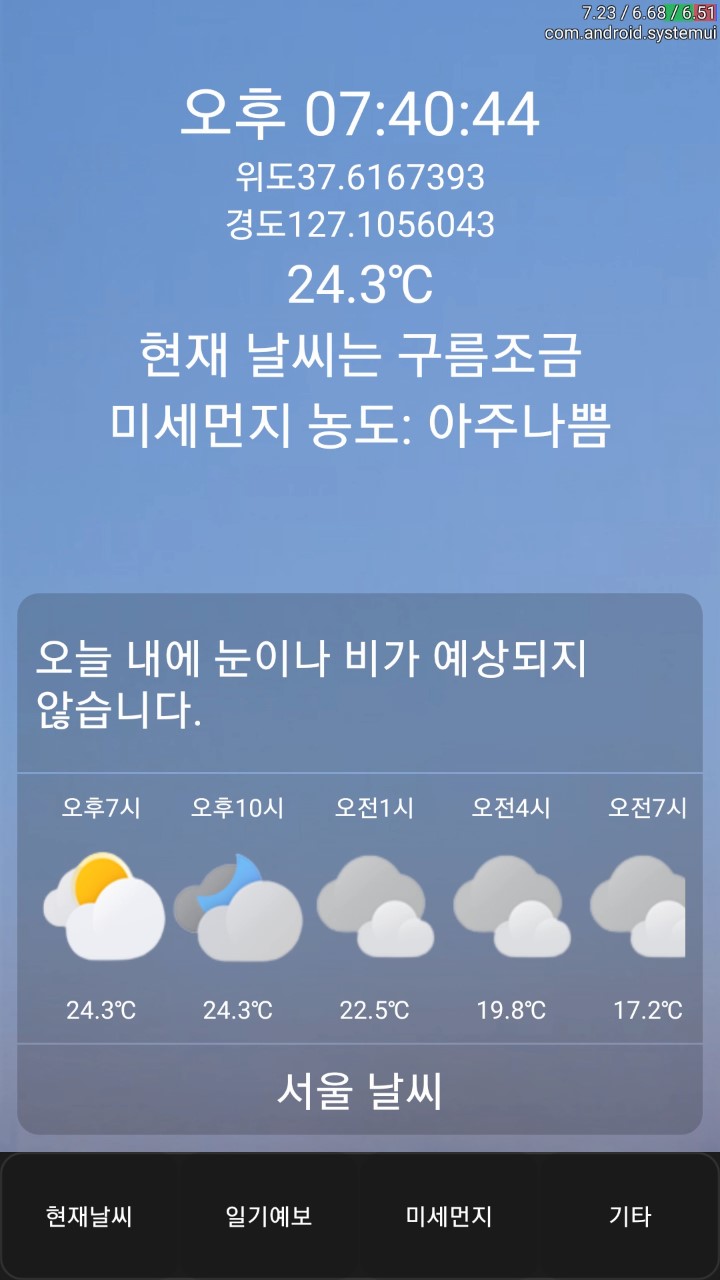 7.23 / 6.68 / 6.51
com.android.systemui
오후 07:40:44
위도37.6167393
경도127.1056043
24.3℃
현재 날씨는 구름조금
미세먼지 농도: 아주나쁨
오늘 내에 눈이나 비가 예상되지
않습니다.
오후7시 오후10시 오전1시 오전4시 오전7시
24.3℃ 24.3℃ 22.5℃ 19.8℃ 17.2℃
서울 날씨
현재날씨 일기예보 미세먼지 기타